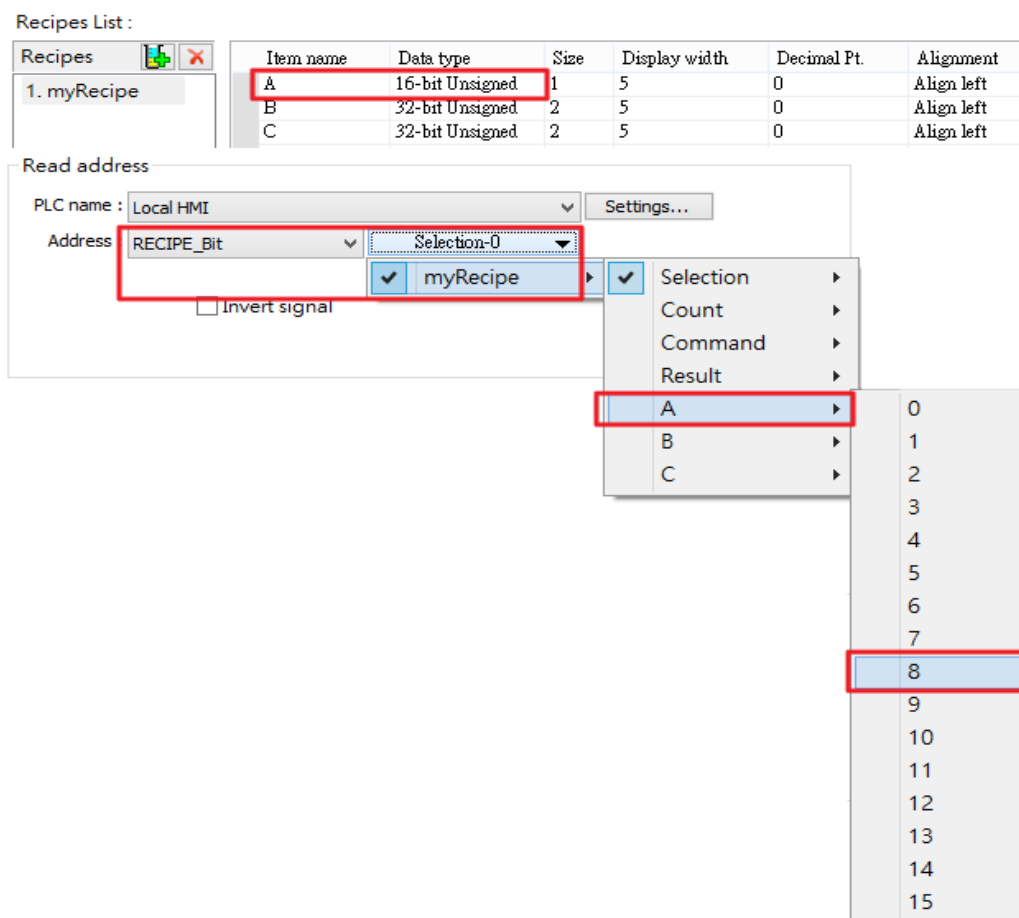 Recipes List :
Recipes
1. myRecipe
Item name Data type Size Display width Decimal Pt. Alignment
A 16-bit Unsigned 1 5 0 Align left
B 32-bit Unsigned 2 5 0 Align left
C 32-bit Unsigned 2 5 0 Align left
Read address
PLC name : Local HMI Settings...
Address : RECIPE_Bit Selection-0
myRecipe
Invert signal
Selection
Count
Command
Result
A
B
C
0
1
2
3
4
5
6
7
8
9
10
11
12
13
14
15